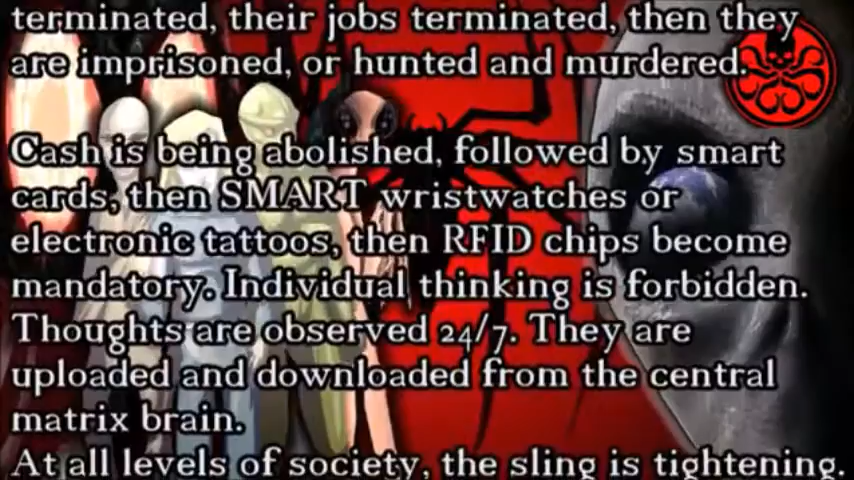 terminated, their jobs terminated, then they
are imprisoned, or hunted and murdered.
Cash is being abolished, followed by smart
cards, then SMART wristwatches or
electronic tattoos, then RFID chips become
mandatory. Individual thinking is forbidden.
Thoughts are observed 24/7. They are
uploaded and downloaded from the central
matrix brain.
At all levels of society, the sling is tightening.